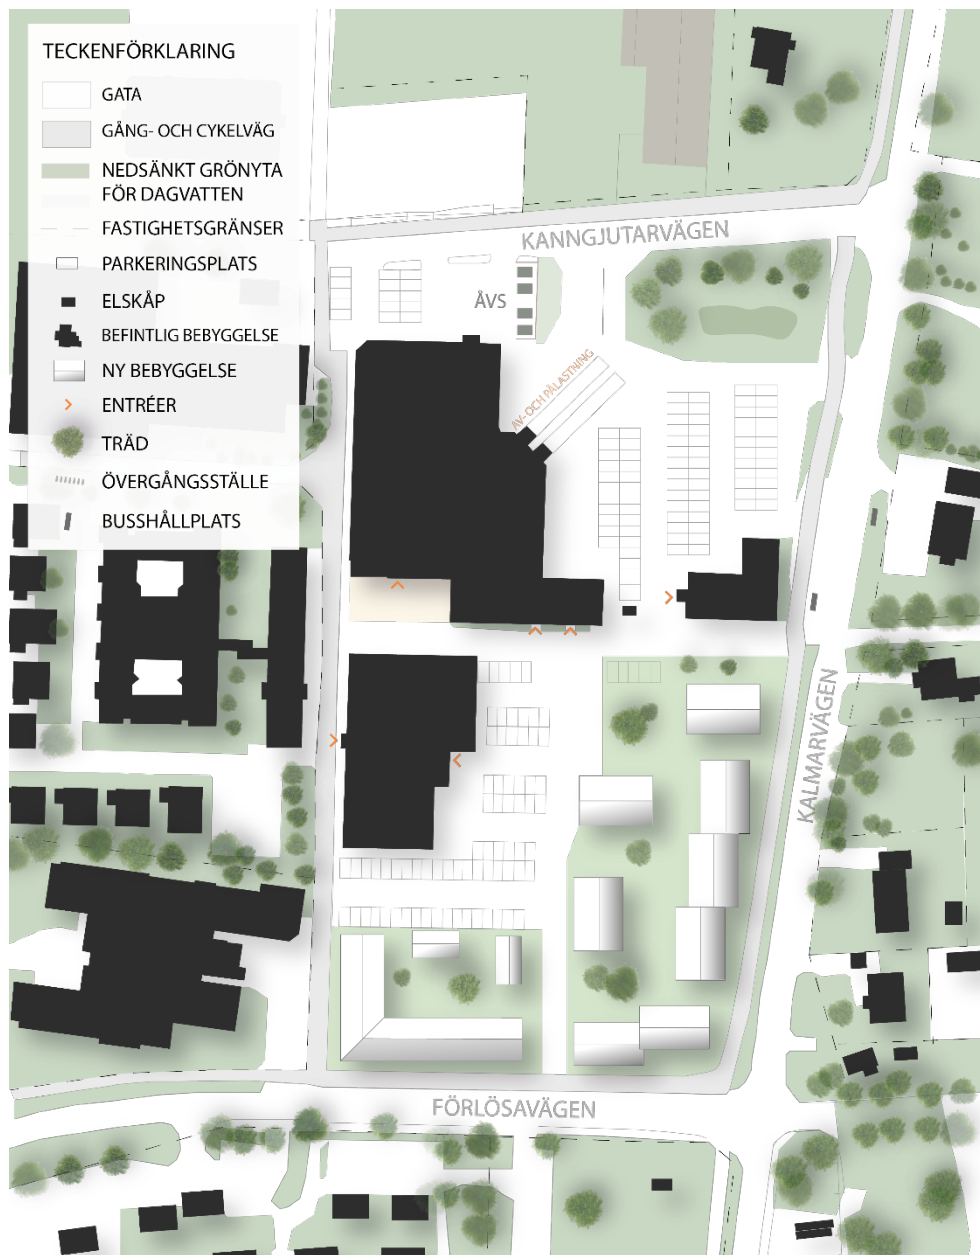 TECKENFÖRKLARING
GATA
GÅNG- OCH CYKELVÄG
NEDSÄNKT GRÖNYTA
FÖR DAGVATTEN
FASTIGHETSGRÄNSER
PARKERINGSPLATS
ELSKÅP
BEFINTLIG BEBYGGELSE
NY BEBYGGELSE
ENTRÉER
TRÄD
ÖVERGÅNGSSTÄLLE
BUSSHÅLLPLATS
KANNGJUTARVÄGEN
ÅVS
AV- OCH PÅLASTNING
KALMARVÄGEN
FÖRLÖSAVÄGEN